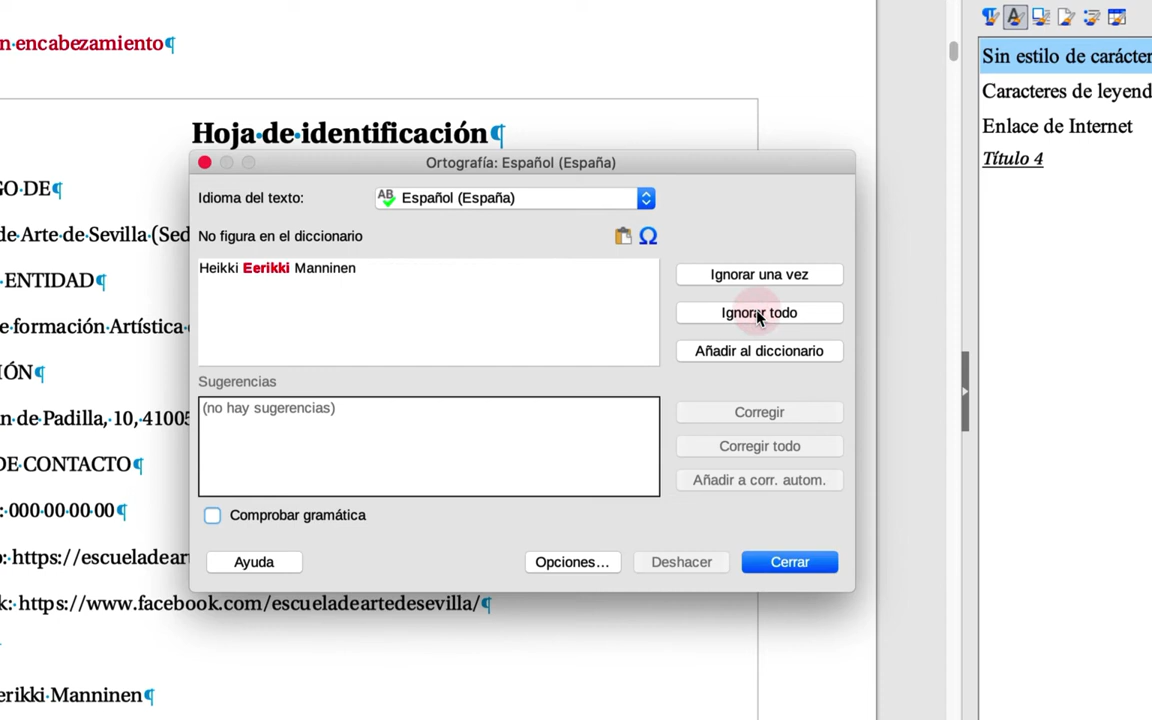 n·encabezamiento¶
Hoja·de·identificación¶
GO·DE¶
de·Arte·de·Sevilla·(Sed
·ENTIDAD¶
e·formación·Artística·
IÓN¶
n·de·Padilla,·10,·41005
DE·CONTACTO¶
:·000·00·00·00¶
o:·https://escueladeart
k:·https://www.facebook.com/escueladeartedesevilla/¶
erikki·Manninen¶
Ortografía: Español (España)
Idioma del texto:
Español (España)
No figura en el diccionario
Heikki Eerikki Manninen
Ignorar una vez
Ignorar todo
Añadir al diccionario
Sugerencias
(no hay sugerencias)
Corregir
Corregir todo
Añadir a corr. autom.
Comprobar gramática
Ayuda
Opciones...
Deshacer
Cerrar
Sin estilo de carácter
Caracteres de leyend
Enlace de Internet
Título 4